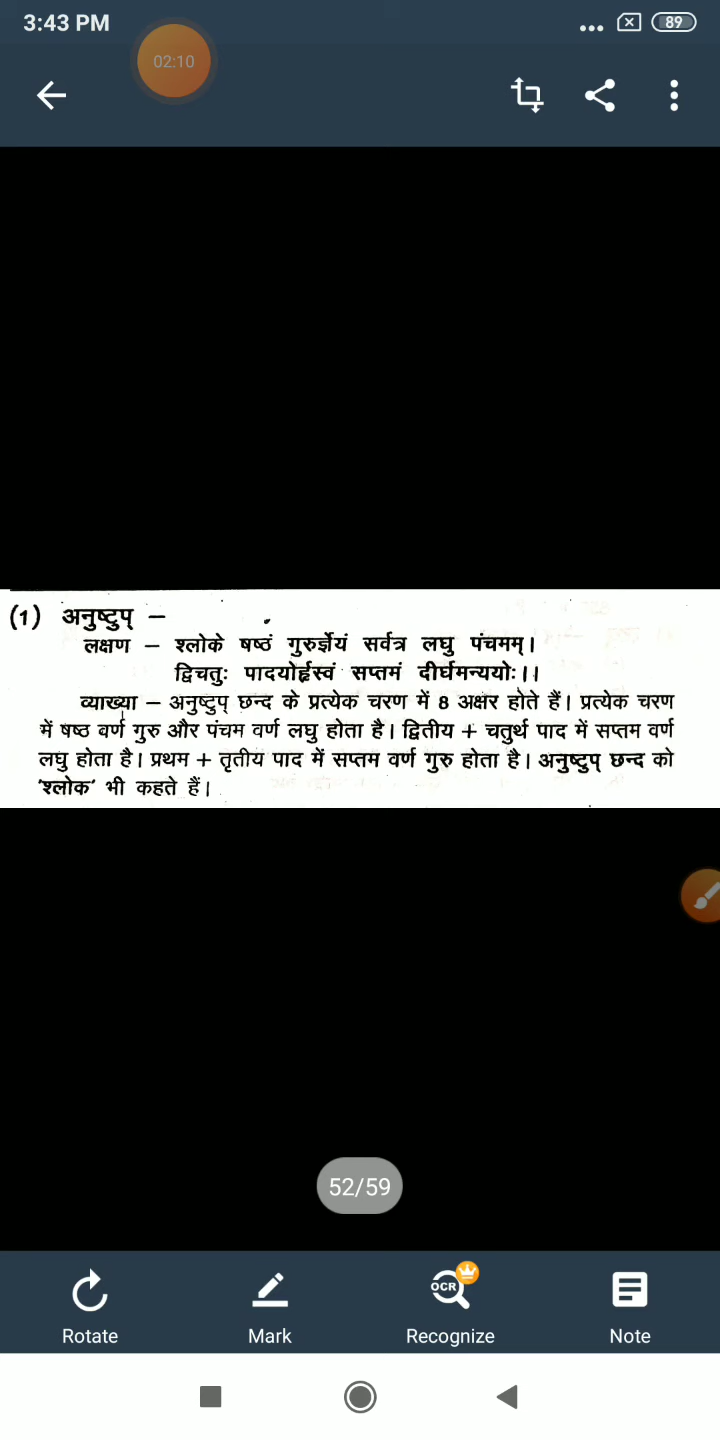 3:43 PM
89
02:10
(1) अनुष्टुप् –
लक्षण – श्लोके षष्ठं गुरुर्ज्ञेयं सर्वत्र लघु पंचमम्।
द्विचतुः पादयोर्हृस्वं सप्तमं दीर्घमन्ययोः।।
व्याख्या – अनुष्टुप् छन्द के प्रत्येक चरण में 8 अक्षर होते हैं। प्रत्येक चरण
में षष्ठ वर्ण गुरु और पंचम वर्ण लघु होता है। द्वितीय + चतुर्थ पाद में सप्तम वर्ण
लघु होता है। प्रथम + तृतीय पाद में सप्तम वर्ण गुरु होता है। अनुष्टुप् छन्द को
'श्लोक' भी कहते हैं।
52/59
OCR
Rotate Mark Recognize Note